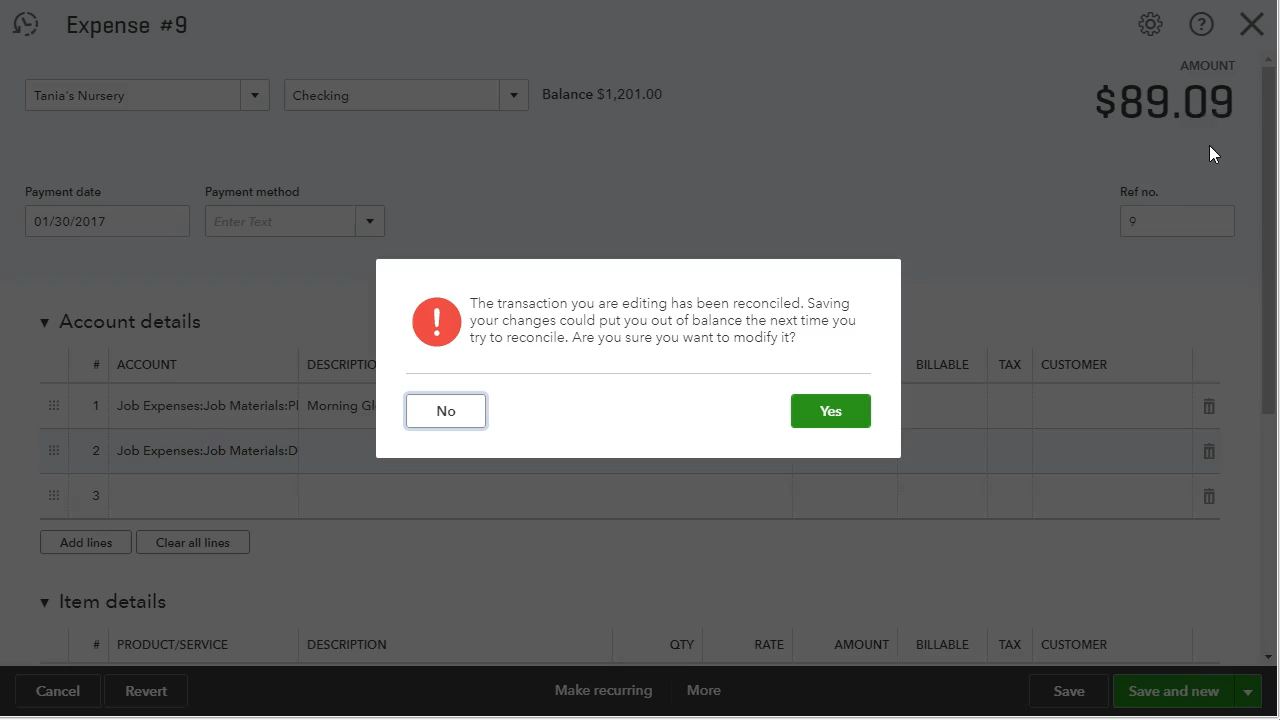 Expense #9
AMOUNT
$89.09
Tania's Nursery
Checking
Balance $1,201.00
Payment date
Payment method
Ref no.
01/30/2017
Enter Text
9
The transaction you are editing has been reconciled. Saving
your changes could put you out of balance the next time you
try to reconcile. Are you sure you want to modify it?
No
Yes
Account details
# ACCOUNT DESCRIPTIO BILLABLE TAX CUSTOMER
1 Job Expenses:Job Materials:Pl Morning Gl
2 Job Expenses:Job Materials:D
3
Add lines
Clear all lines
Item details
# PRODUCT/SERVICE DESCRIPTION QTY RATE AMOUNT BILLABLE TAX CUSTOMER
Cancel
Revert
Make recurring
More
Save
Save and new